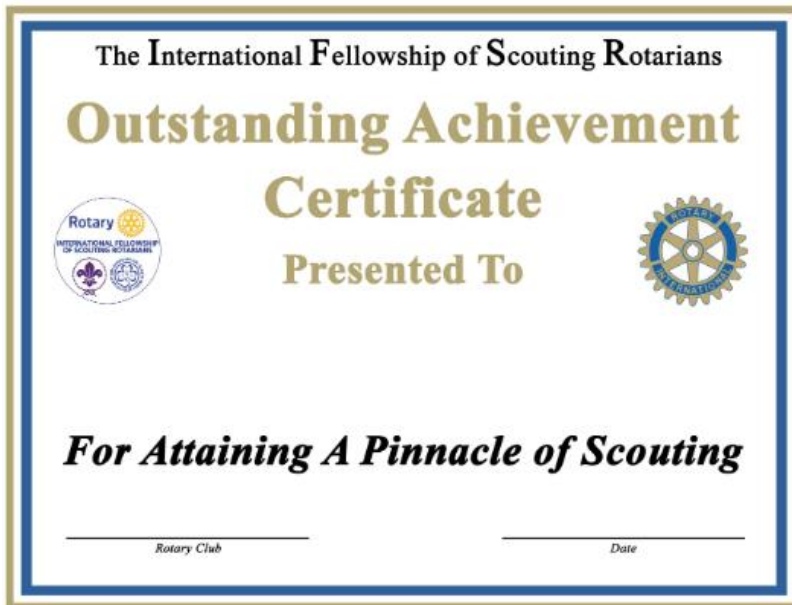 The International Fellowship of Scouting Rotarians
Outstanding Achievement
Certificate
Presented To
Rotary
INTERNATIONAL FELLOWSHIP
OF SCOUTING ROTARIANS
ROTARY
INTERNATIONAL
For Attaining A Pinnacle of Scouting
Rotary Club
Date